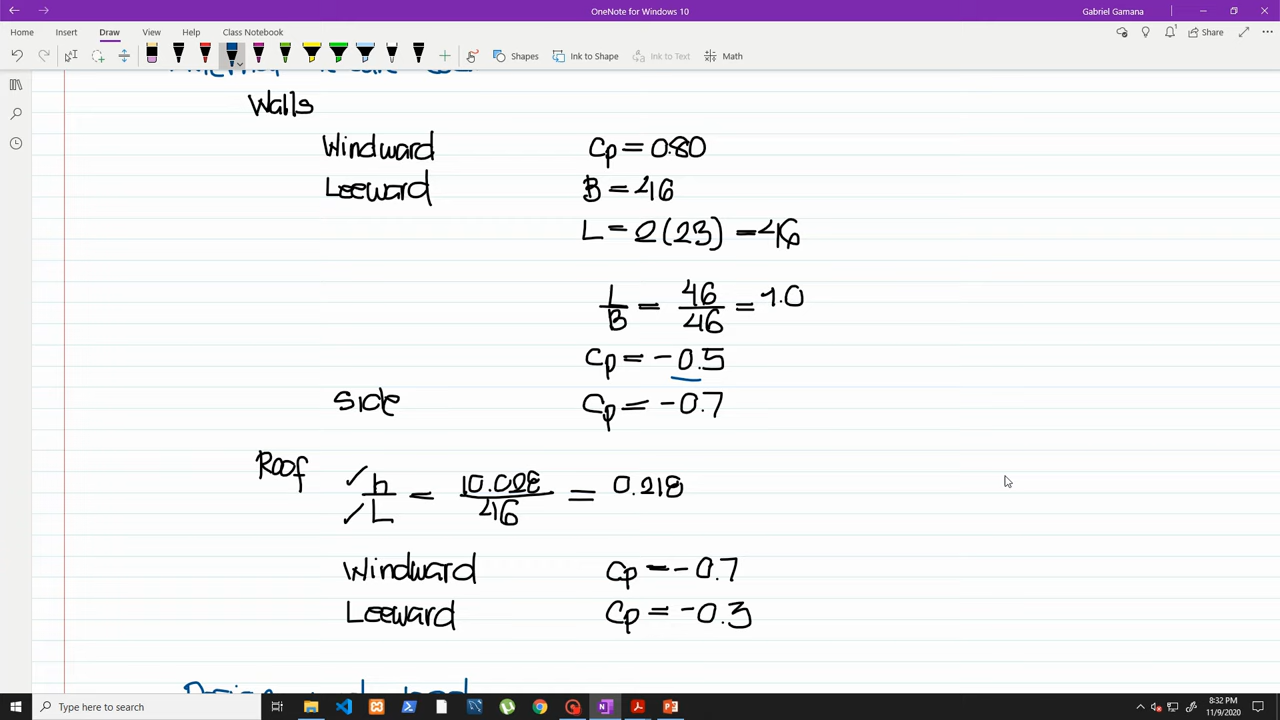 OneNote for Windows 10
Gabriel Gamana
Home Insert Draw View Help Class Notebook
Shapes Ink to Shape Ink to Text Math Share
Walls
Windward Cp = 0.80
Leeward B = 46
L = 2(23) = 46
L/B = 46/46 = 1.0
Cp = -0.5
Side Cp = -0.7
Roof
✓h/✓L = 10.028/46 = 0.218
Windward Cp = -0.7
Leeward Cp = -0.3
Type here to search
8:32 PM
11/9/2020